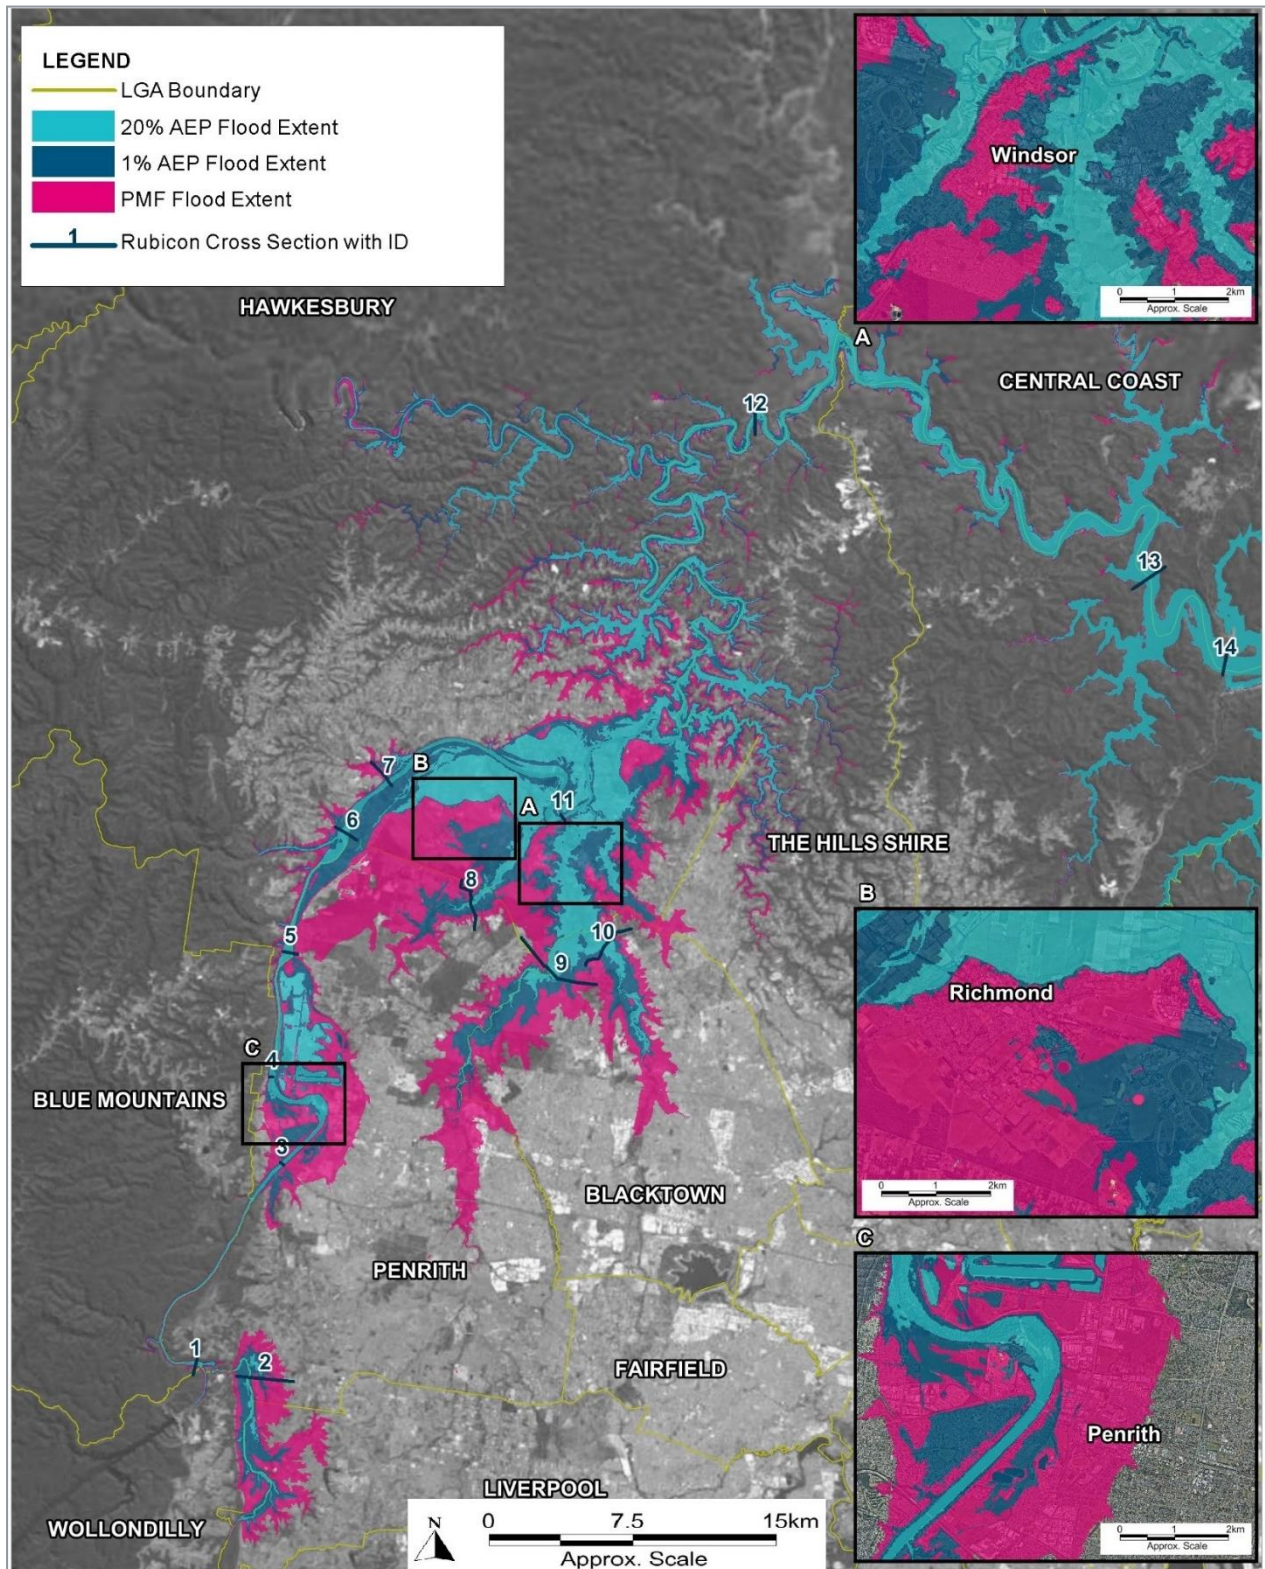 LEGEND
LGA Boundary
20% AEP Flood Extent
1% AEP Flood Extent
PMF Flood Extent
1
Rubicon Cross Section with ID
Windsor
0 1 2km
Approx. Scale
HAWKESBURY
A
CENTRAL COAST
12
13
14
7
B
11
A
6
THE HILLS SHIRE
8
B
5
10
9
Richmond
0 1 2km
Approx. Scale
C
4
BLUE MOUNTAINS
3
BLACKTOWN
C
PENRITH
1
2
FAIRFIELD
Penrith
0 1 2km
Approx. Scale
LIVERPOOL
WOLLONDILLY
N
0 7.5 15km
Approx. Scale